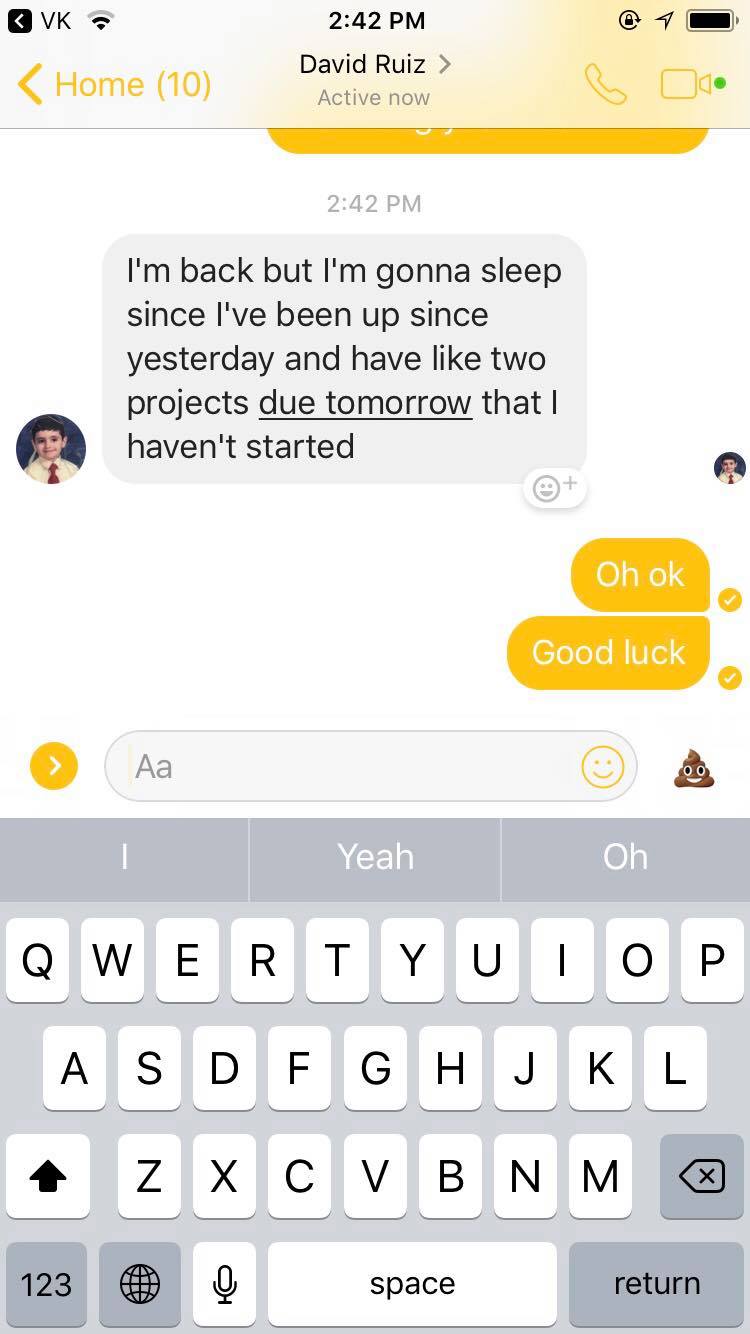 VK 2:42 PM
Home (10) David Ruiz
Active now
2:42 PM
I'm back but I'm gonna sleep
since I've been up since
yesterday and have like two
projects due tomorrow that I
haven't started
Oh ok
Good luck
Aa
I Yeah Oh
Q W E R T Y U I O P
A S D F G H J K L
Z X C V B N M
123 space return